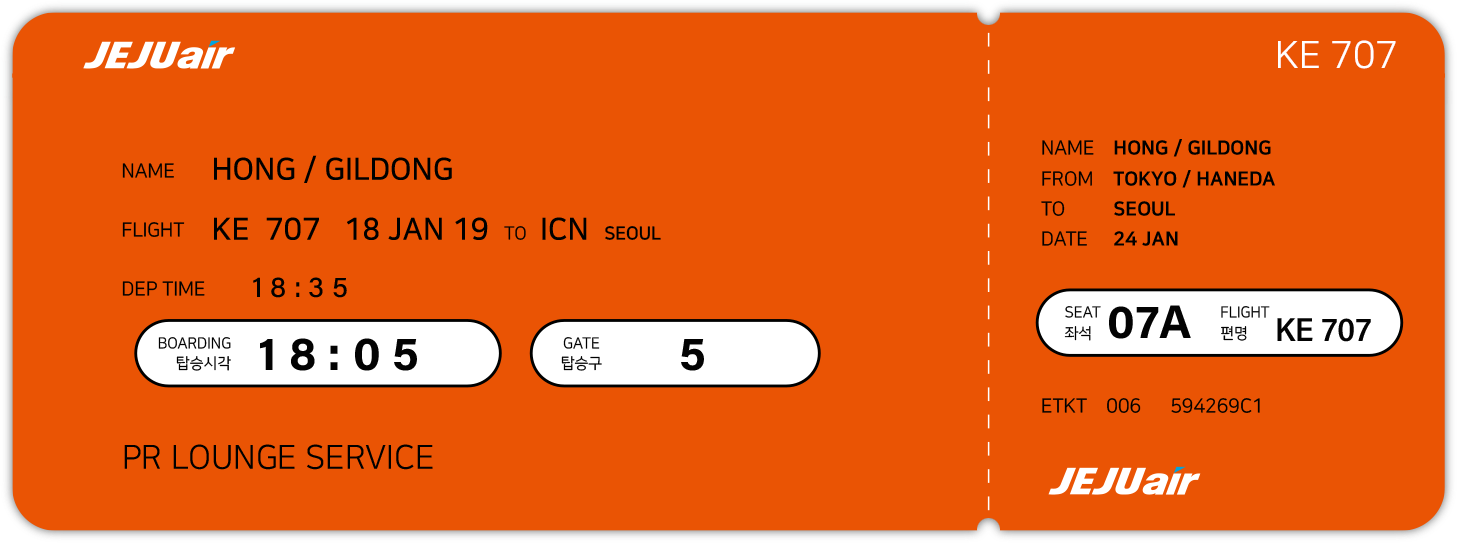 JEJUair
NAME HONG / GILDONG
FLIGHT KE 707 18 JAN 19 TO ICN SEOUL
DEP TIME 18:35
BOARDING 18:05
탑승시각
GATE 5
탑승구
PR LOUNGE SERVICE
KE 707
NAME HONG / GILDONG
FROM TOKYO / HANEDA
TO SEOUL
DATE 24 JAN
SEAT 07A FLIGHT KE 707
좌석 편명
ETKT 006 594269C1
JEJUair